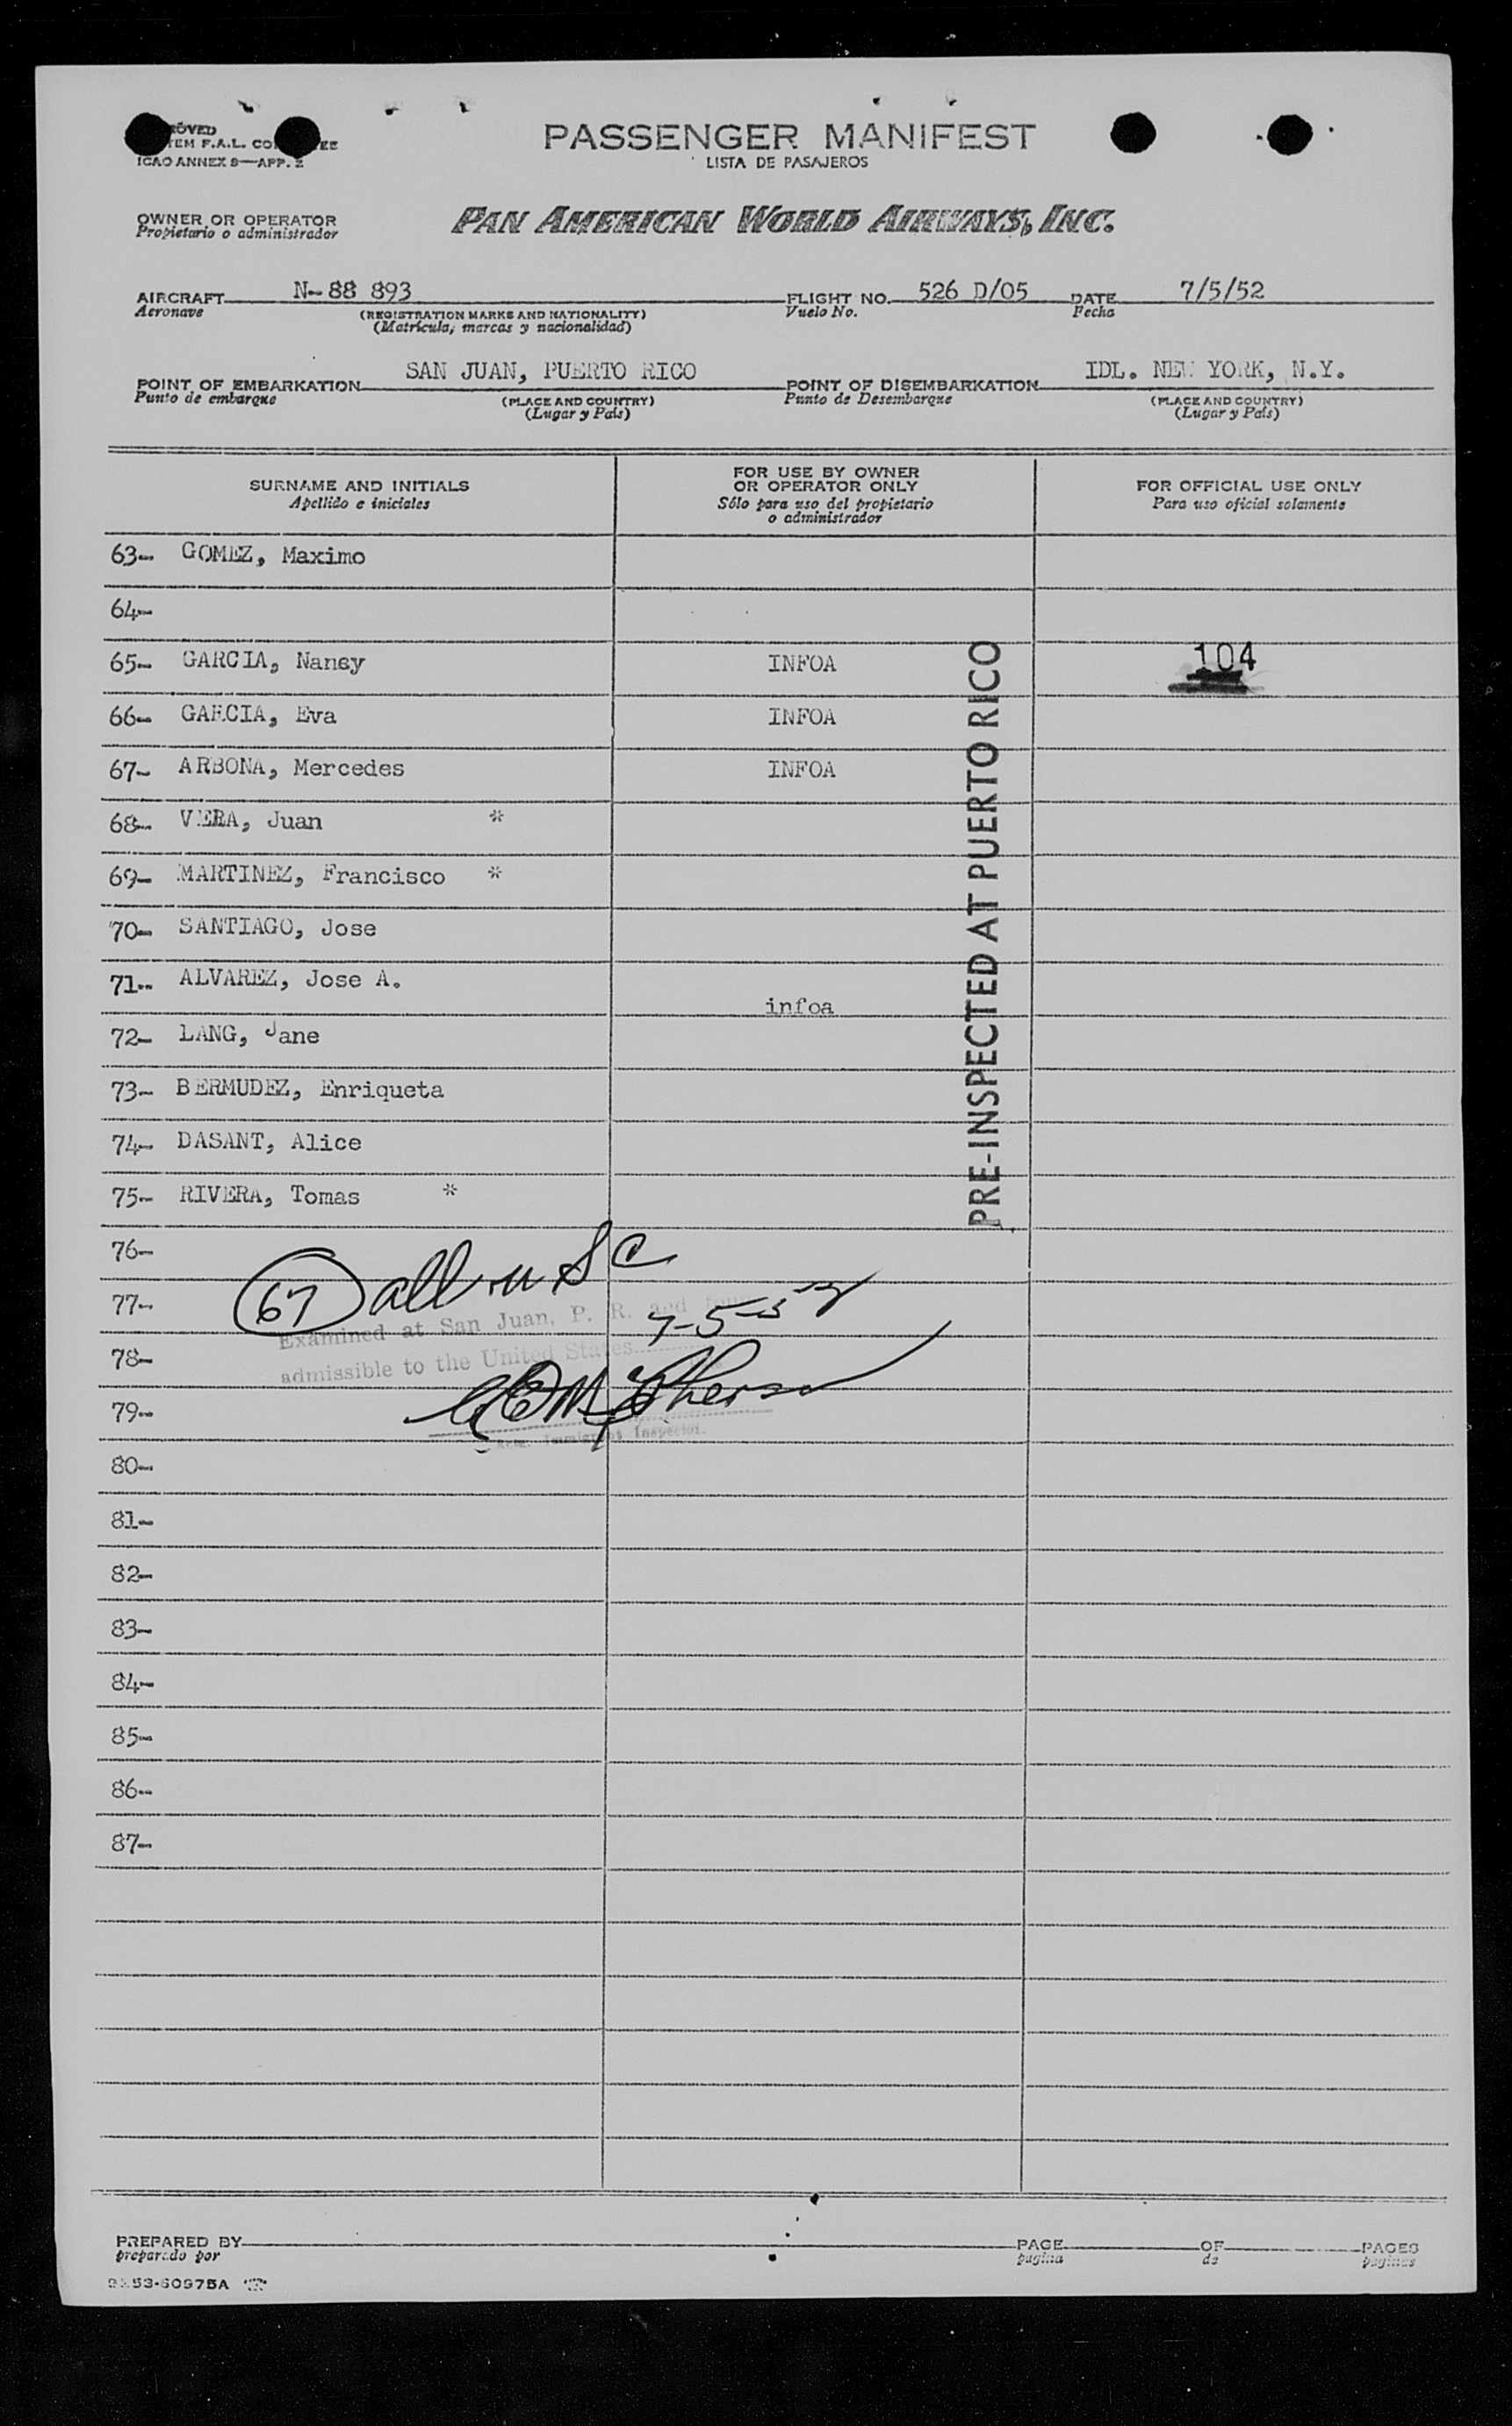 PASSENGER MANIFEST
LISTA DE PASAJEROS
F.A.L.
ICAO ANNEX 9—APP. 2
OWNER OR OPERATOR
Propietario o administrador
PAN AMERICAN WORLD AIRWAYS, INC.
AIRCRAFT N-88 893 FLIGHT NO. 526 D/05 DATE 7/5/52
Aeronave (REGISTRATION MARKS AND NATIONALITY) Vuelo No. Fecha
(Matrícula, marcas y nacionalidad)
POINT OF EMBARKATION SAN JUAN, PUERTO RICO POINT OF DISEMBARKATION IDL. NEW YORK, N.Y.
Punto de embarque (PLACE AND COUNTRY) Punto de Desembarque (PLACE AND COUNTRY)
(Lugar y País) (Lugar y País)
SURNAME AND INITIALS FOR USE BY OWNER OR OPERATOR ONLY FOR OFFICIAL USE ONLY
Apellido e iniciales Sólo para uso del propietario o administrador Para uso oficial solamente
63- GOMEZ, Maximo
64-
65- GARCIA, Nancy INFOA 104
66- GARCIA, Eva INFOA
67- ARBONA, Mercedes INFOA
68- VERA, Juan *
69- MARTINEZ, Francisco *
70- SANTIAGO, Jose
71- ALVAREZ, Jose A.
infoa
72- LANG, Jane
73- BERMUDEZ, Enriqueta
74- DASANT, Alice
75- RIVERA, Tomas *
PRE-INSPECTED AT PUERTO RICO
76-
67 all
77-
7-5-52
Examined at San Juan, P. R. and
78-
admissible to the United States
79-
Immigrant Inspector.
80-
81-
82-
83-
84-
85-
86-
87-
PREPARED BY PAGE OF PAGES
preparado por página de páginas